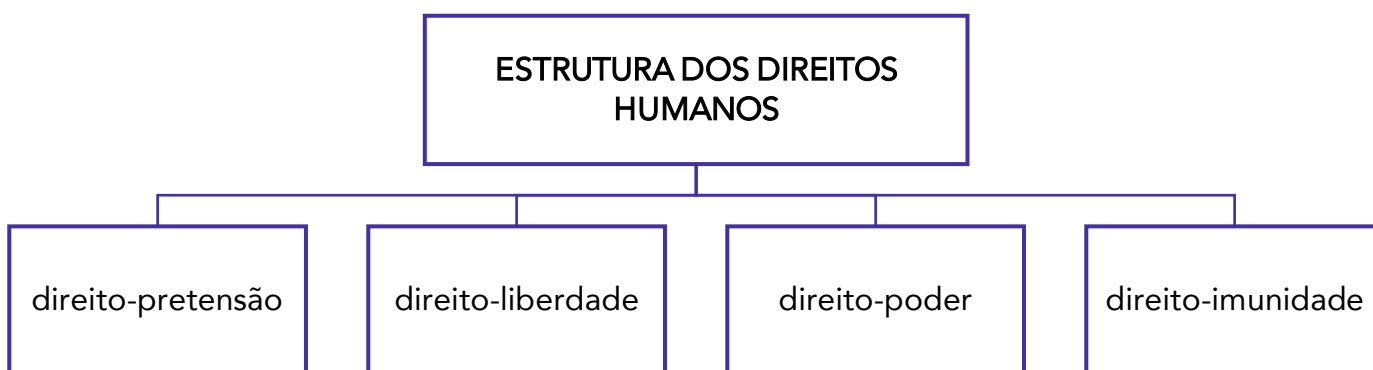 ESTRUTURA DOS DIREITOS
HUMANOS
direito-pretensão
direito-liberdade
direito-poder
direito-imunidade